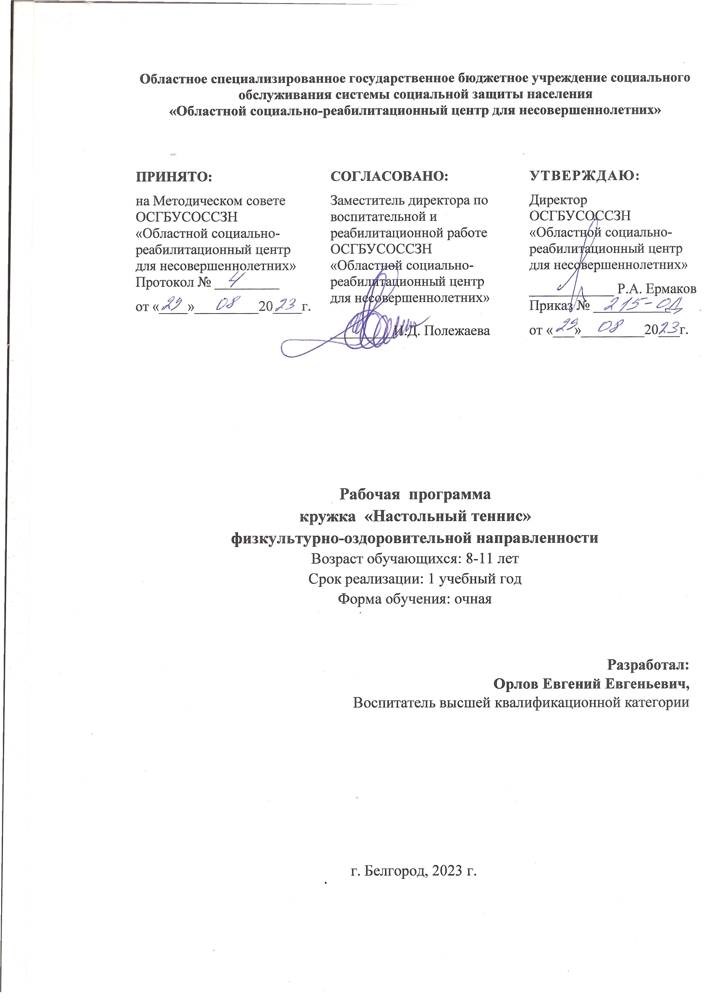 Областное специализированное государственное бюджетное учреждение социального
обслуживания системы социальной защиты населения
«Областной социально-реабилитационный центр для несовершеннолетних»
ПРИНЯТО:
на Методическом совете
ОСГБУСОССЗН
«Областной социально-
реабилитационный центр
для несовершеннолетних»
Протокол № 4
от «29» 08 2023 г.
СОГЛАСОВАНО:
Заместитель директора по
воспитательной и
реабилитационной работе
ОСГБУСОССЗН
«Областной социально-
реабилитационный центр
для несовершеннолетних»
И.Д. Полежаева
УТВЕРЖДАЮ:
Директор
ОСГБУСОССЗН
«Областной социально-
реабилитационный центр
для несовершеннолетних»
Р.А. Ермаков
Приказ № 215-ОД
от «29» 08 2023 г.
Рабочая программа
кружка «Настольный теннис»
физкультурно-оздоровительной направленности
Возраст обучающихся: 8-11 лет
Срок реализации: 1 учебный год
Форма обучения: очная
Разработал:
Орлов Евгений Евгеньевич,
Воспитатель высшей квалификационной категории
г. Белгород, 2023 г.